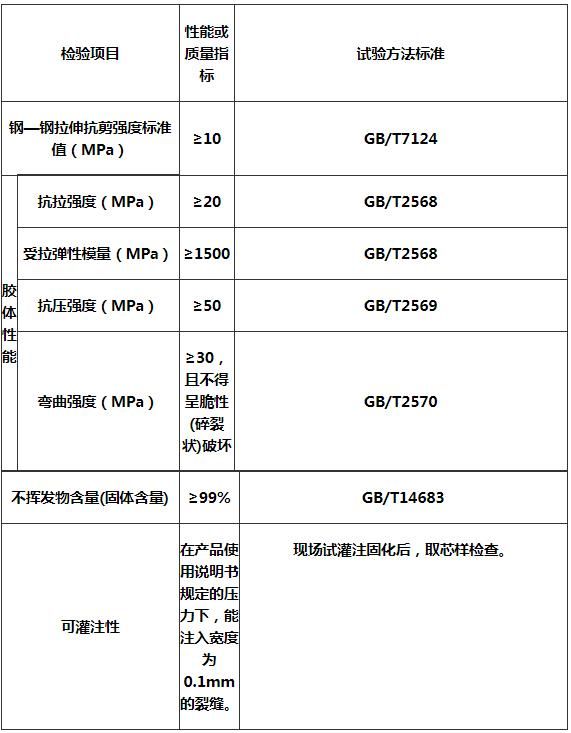 检验项目
性能或
质量指
标
试验方法标准
钢—钢拉伸抗剪强度标准
值（MPa）
≥10
GB/T7124
胶
体
性
能
抗拉强度（MPa）
≥20
GB/T2568
受拉弹性模量（MPa）
≥1500
GB/T2568
抗压强度（MPa）
≥50
GB/T2569
弯曲强度（MPa）
≥30，
且不得
呈脆性
(碎裂
状)破坏
GB/T2570
不挥发物含量(固体含量)
≥99%
GB/T14683
可灌注性
在产品使
用说明书
规定的压
力下，能
注入宽度
为
0.1mm
的裂缝。
现场试灌注固化后，取芯样检查。